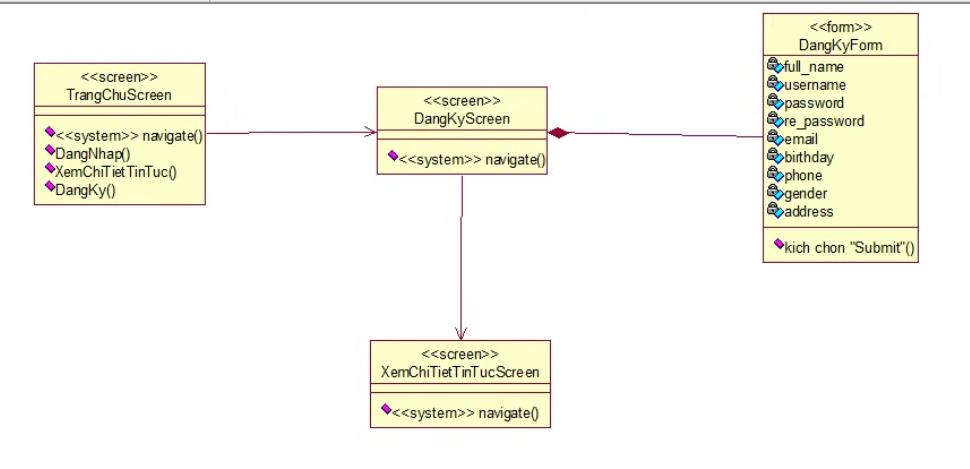 <<screen>>
TrangChuScreen
<<system>> navigate()
DangNhap()
XemChiTietTinTuc()
DangKy()
<<screen>>
DangKyScreen
<<system>> navigate()
<<form>>
DangKyForm
full_name
username
password
re_password
email
birthday
phone
gender
address
kich chon "Submit"()
<<screen>>
XemChiTietTinTucScreen
<<system>> navigate()